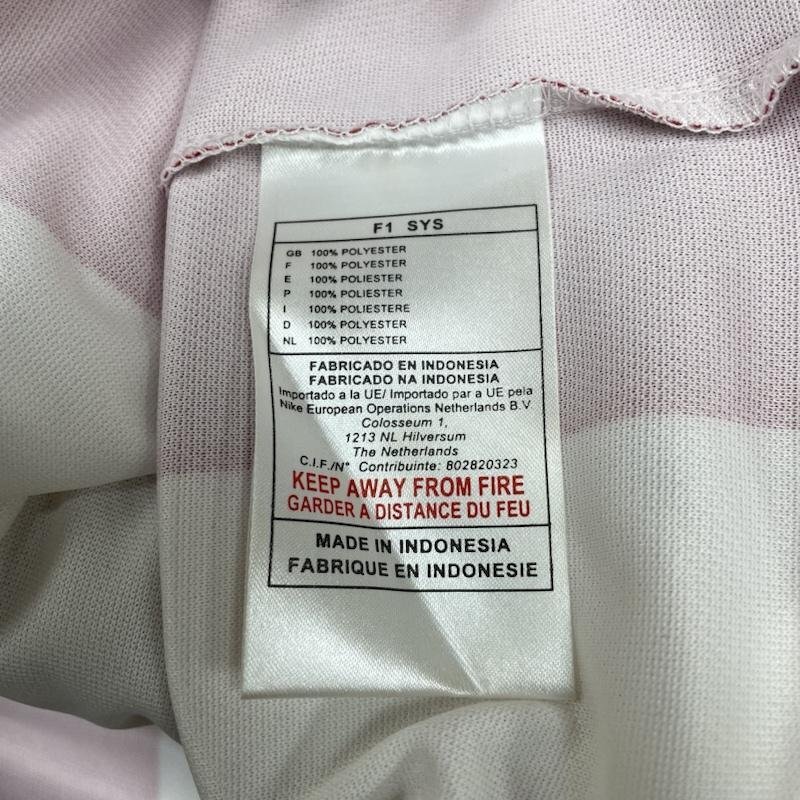 F1 SYS
GB 100% POLYESTER
F 100% POLYESTER
E 100% POLIESTER
P 100% POLIESTER
I 100% POLIESTERE
D 100% POLYESTER
NL 100% POLYESTER
FABRICADO EN INDONESIA
FABRICADO NA INDONESIA
Importado a la UE/ Importado par a UE pela
Nike European Operations Netherlands B.V.
Colosseum 1,
1213 NL Hilversum
The Netherlands
C.I.F./N° Contribuinte: 802820323
KEEP AWAY FROM FIRE
GARDER A DISTANCE DU FEU
MADE IN INDONESIA
FABRIQUE EN INDONESIE